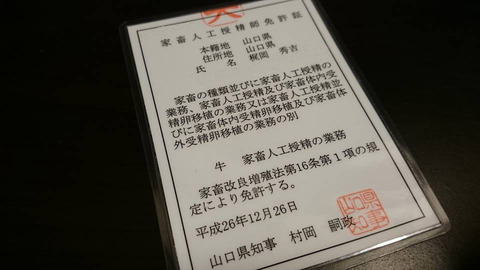 家畜人工授精師免許証
本籍地 山口県
住所地 山口県
氏名 梶岡 秀吉
家畜の種類並びに家畜人工授精の
業務、家畜人工授精及び家畜体内受
精卵移植の業務又は家畜人工授精並
びに家畜体内受精卵移植及び家畜体
外受精卵移植の業務の別
牛 家畜人工授精の業務
家畜改良増殖法第16条第1項の規
定により免許する。
平成26年12月26日
山口県知事 村岡 嗣政
山口県知事